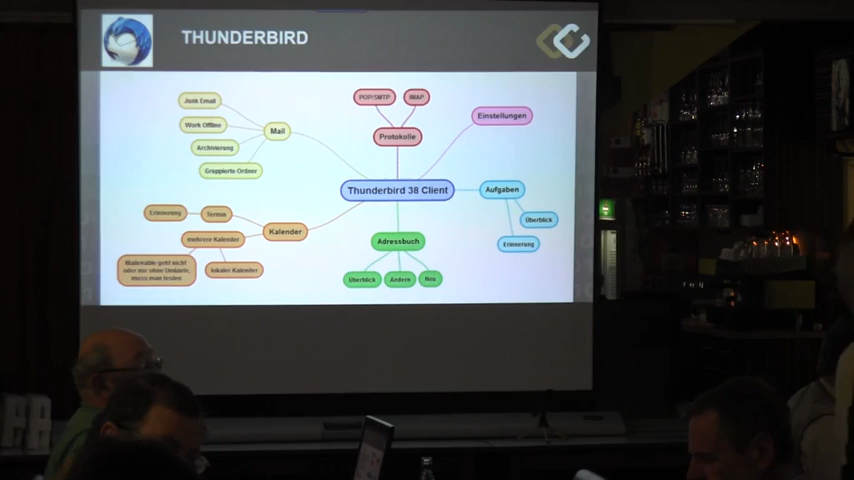 THUNDERBIRD
Junk Email
Work Offline
Archivierung
Gruppierte Ordner
Mail
POP/SMTP
IMAP
Protokolle
Einstellungen
Thunderbird 38 Client
Aufgaben
Überblick
Erinnerung
Erinnerung
Termin
Kalender
mehrere Kalender
Mailenable geht nicht
oder nur ohne Umlaute,
muss man testen
lokaler Kalender
Adressbuch
Überblick
Ändern
Neu